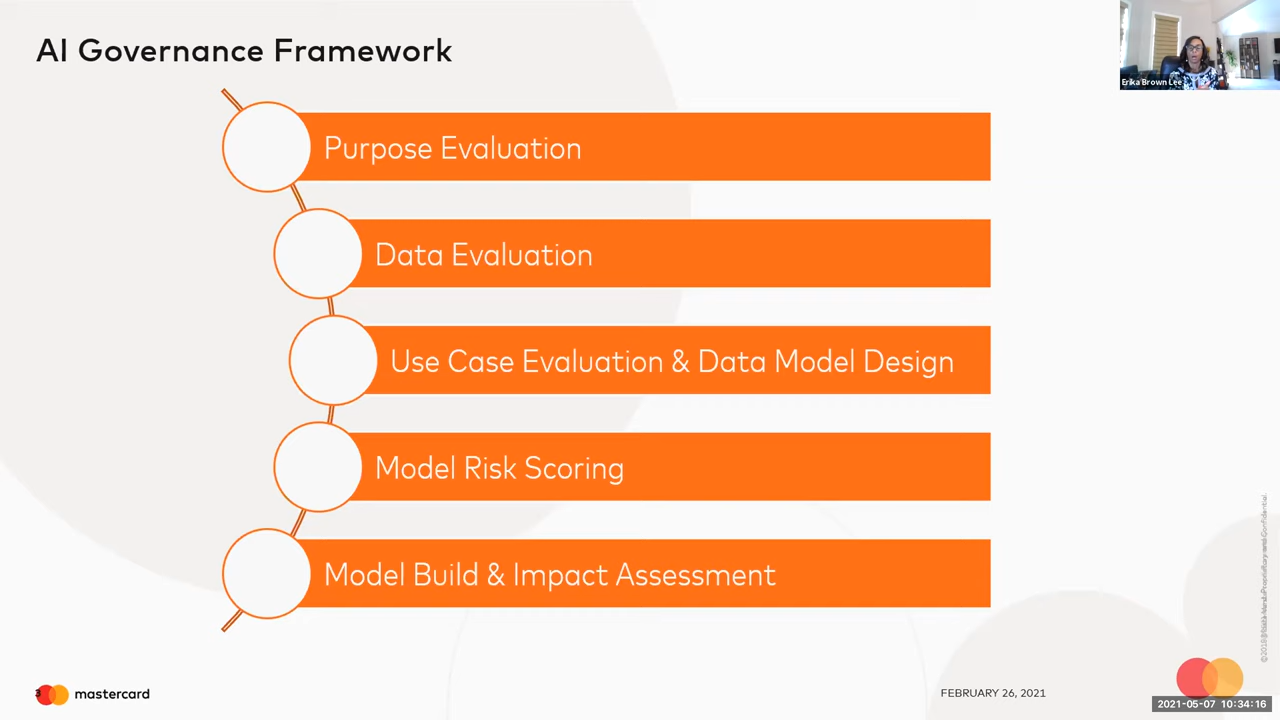 AI Governance Framework
Erika Brown Lee
Purpose Evaluation
Data Evaluation
Use Case Evaluation & Data Model Design
Model Risk Scoring
Model Build & Impact Assessment
3
mastercard
FEBRUARY 26, 2021
2021-05-07 10:34:16